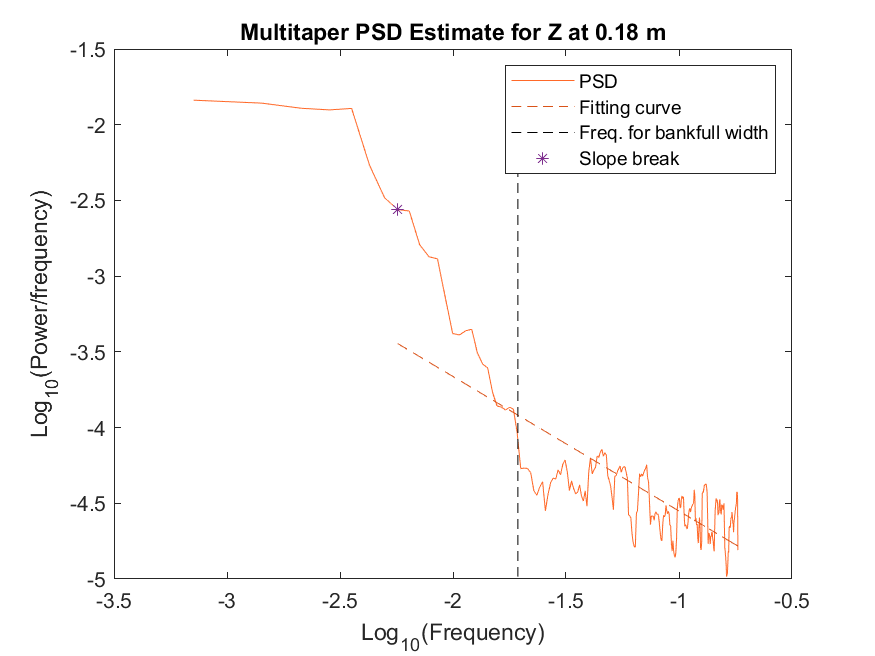 Multitaper PSD Estimate for Z at 0.18 m
-1.5
-2
-2.5
-3
-3.5
-4
-4.5
-5
Log10(Power/frequency)
PSD
Fitting curve
Freq. for bankfull width
Slope break
-3.5 -3 -2.5 -2 -1.5 -1 -0.5
Log10(Frequency)